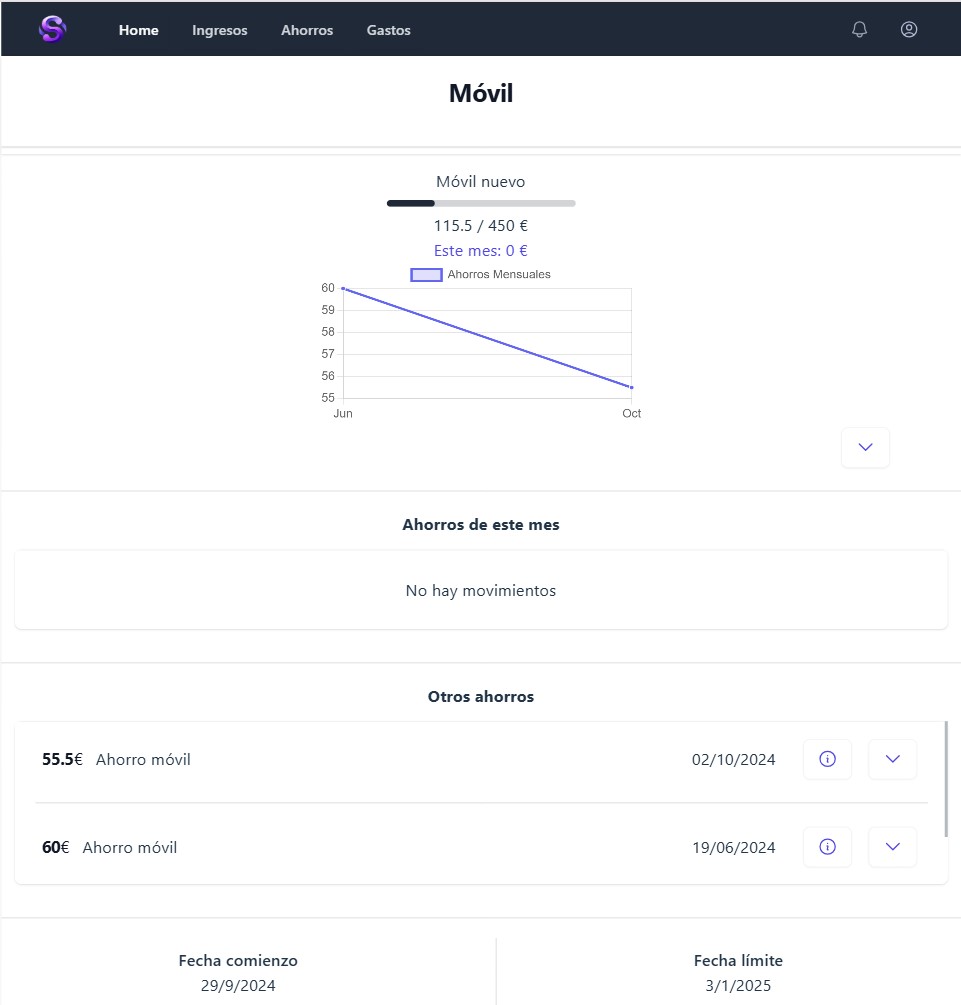 Home Ingresos Ahorros Gastos
Móvil
Móvil nuevo
115.5 / 450 €
Este mes: 0 €
Ahorros Mensuales
60
59
58
57
56
55
Jun Oct
Ahorros de este mes
No hay movimientos
Otros ahorros
55.5€ Ahorro móvil 02/10/2024
60€ Ahorro móvil 19/06/2024
Fecha comienzo Fecha límite
29/9/2024 3/1/2025